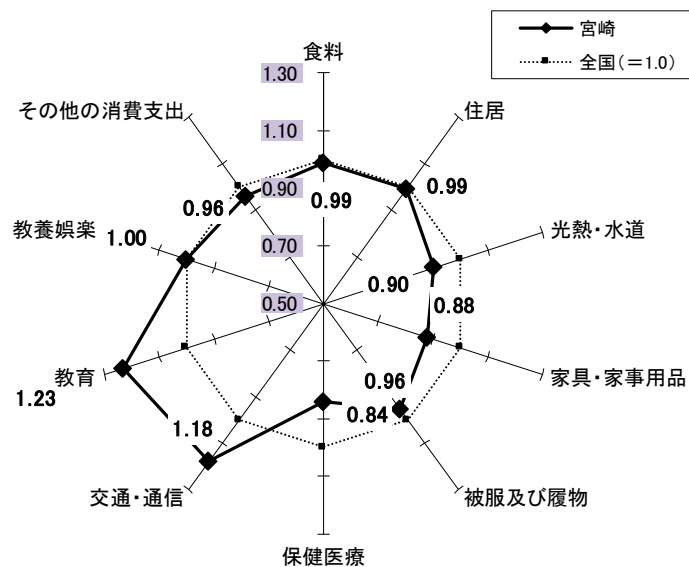 宮崎
全国(=1.0)
食料
1.30
その他の消費支出
住居
1.10
0.90
0.96
0.99
0.99
教養娯楽
1.00
光熱・水道
0.70
0.90
0.50
0.88
教育
1.23
家具・家事用品
0.96
0.84
1.18
交通・通信
被服及び履物
保健医療